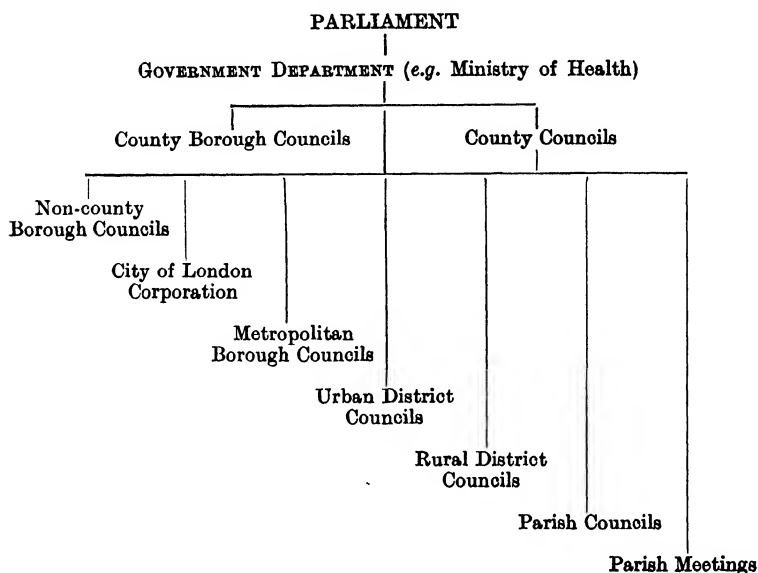 PARLIAMENT
GOVERNMENT DEPARTMENT (e.g. Ministry of Health)
County Borough Councils County Councils
Non-county
Borough Councils
City of London
Corporation
Metropolitan
Borough Councils
Urban District
Councils
Rural District
Councils
Parish Councils
Parish Meetings